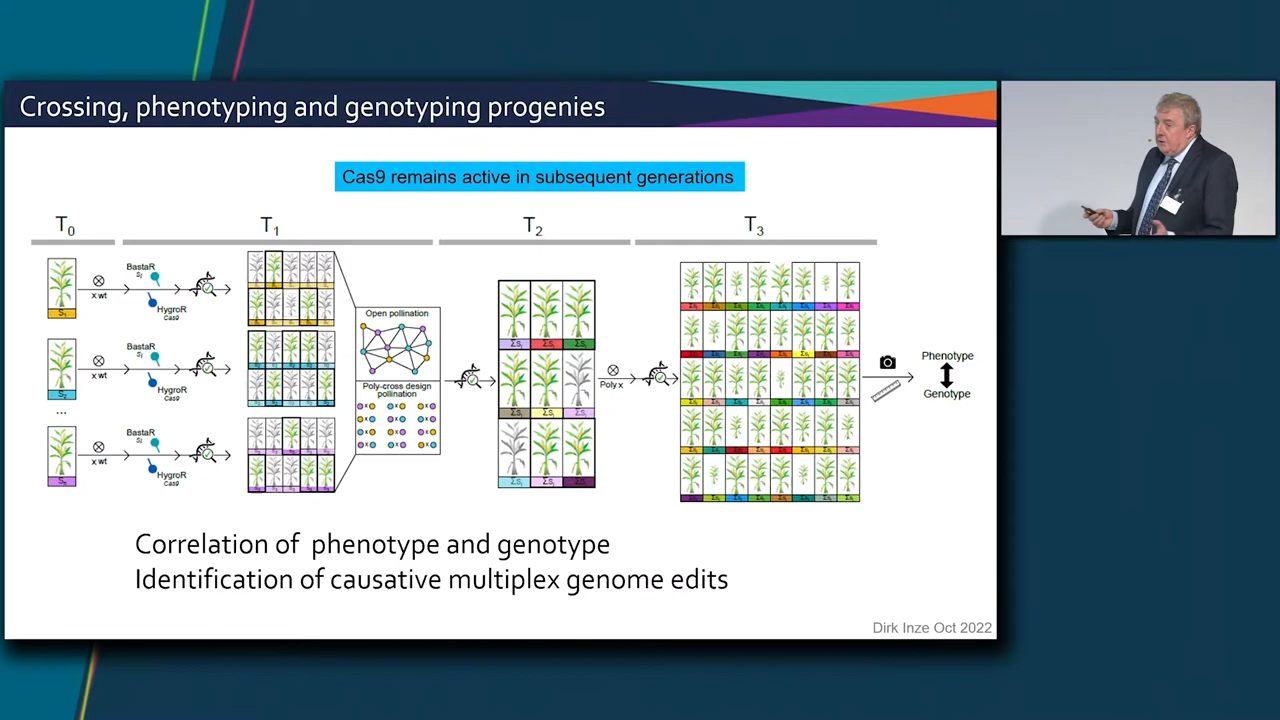 Crossing, phenotyping and genotyping progenies
Cas9 remains active in subsequent generations
T0
T1
T2
T3
BastaR
x wt
HygroR
Cas9
S1
BastaR
x wt
HygroR
Cas9
S2
...
BastaR
x wt
HygroR
Cas9
Open pollination
Poly-cross design
pollination
Poly x
Phenotype
Genotype
Correlation of phenotype and genotype
Identification of causative multiplex genome edits
Dirk Inze Oct 2022